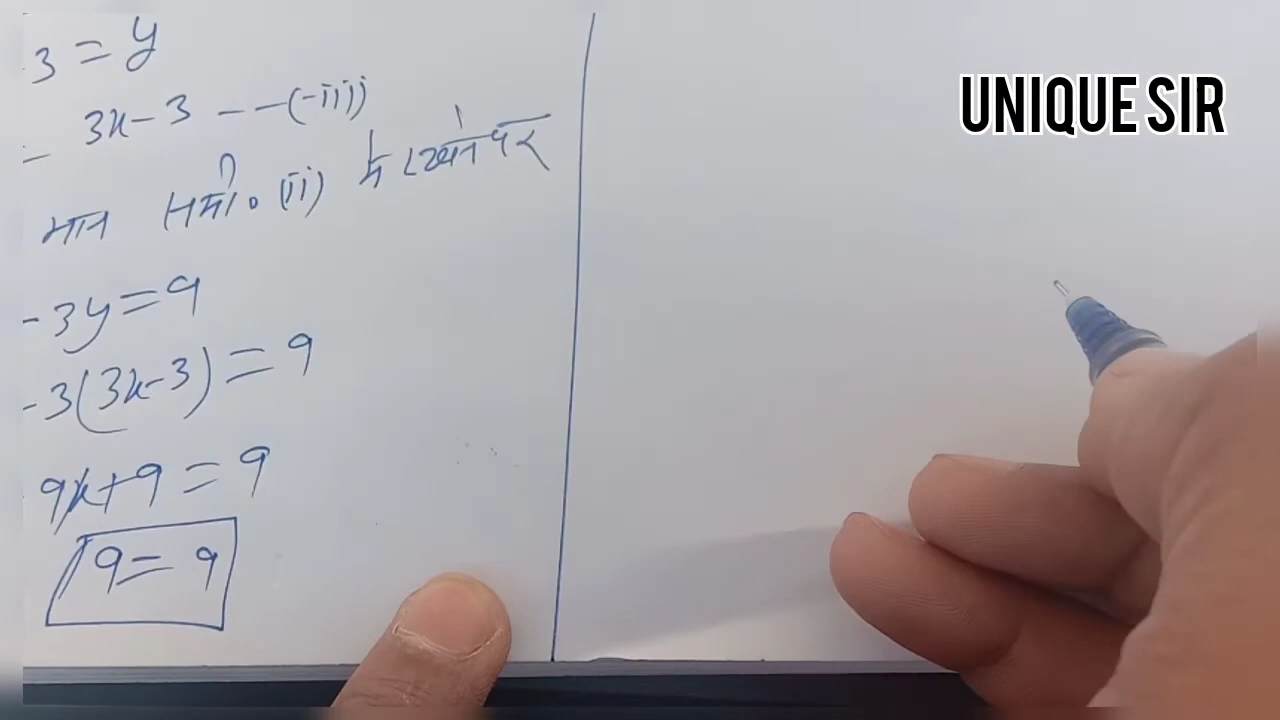 3 = y
UNIQUE SIR
3x - 3 --(-iii)
मान समी० (ii) में रखने पर
- 3y = 9
- 3(3x - 3) = 9
9x + 9 = 9
9 = 9